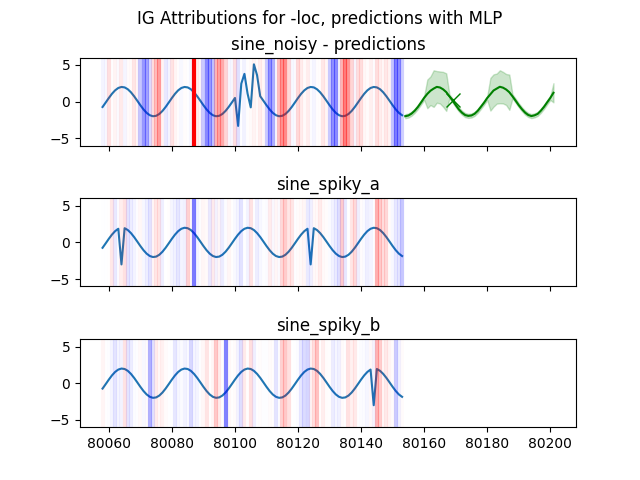 IG Attributions for -loc, predictions with MLP
sine_noisy - predictions
5
0
−5
sine_spiky_a
5
0
−5
sine_spiky_b
5
0
−5
80060 80080 80100 80120 80140 80160 80180 80200